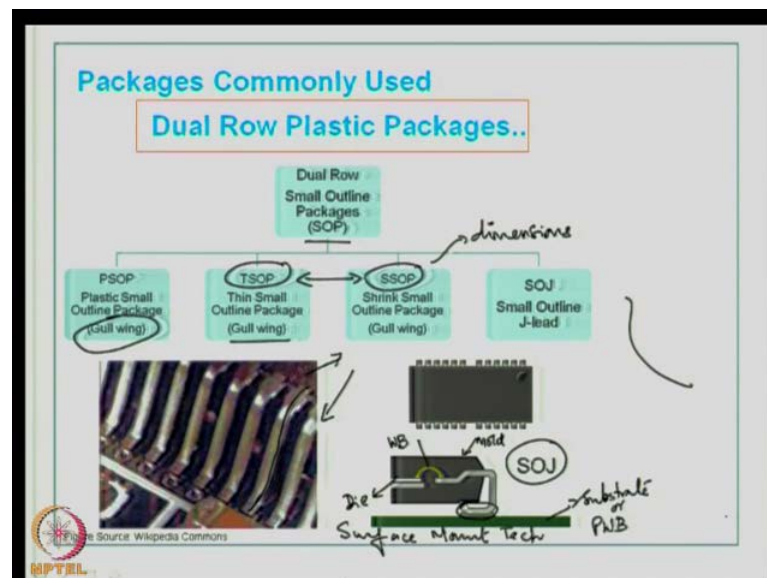 Packages Commonly Used
Dual Row Plastic Packages..
Dual Row
Small Outline
Packages
(SOP)
dimensions
PSOP
Plastic Small
Outline Package
(Gull wing)
TSOP
Thin Small
Outline Package
(Gull wing)
SSOP
Shrink Small
Outline Package
(Gull wing)
SOJ
Small Outline
J-lead
WB
mold
SOJ
Die
Substrate
or
PWB
Surface Mount Tech
Figure Source: Wikipedia Commons
NPTEL